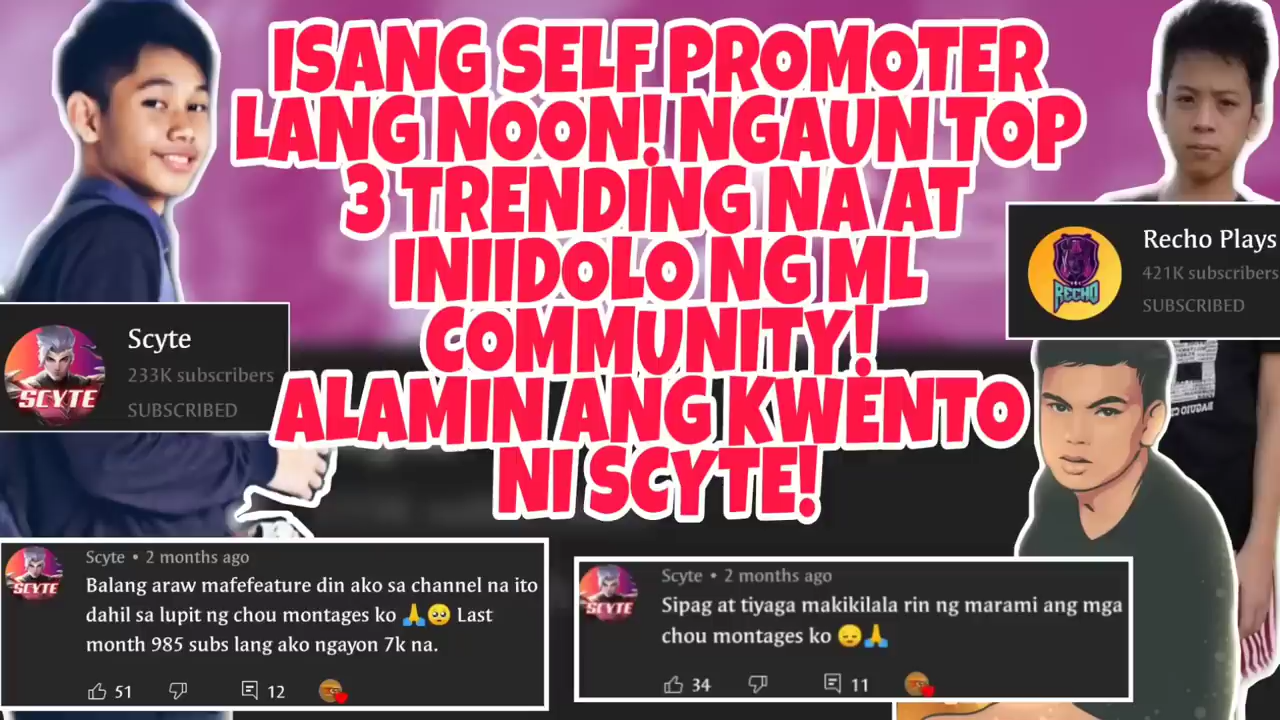 ISANG SELF PROMOTER
LANG NOON! NGAUN TOP
3 TRENDING NA AT
INIIDOLO NG ML
COMMUNITY!
ALAMIN ANG KWENTO
NI SCYTE!
Recho Plays
421K subscribers
SUBSCRIBED
RECHO
Scyte
233K subscribers
SUBSCRIBED
SCYTE
Scyte • 2 months ago
Balang araw mafefeature din ako sa channel na ito
dahil sa lupit ng chou montages ko 🙏🥺 Last
month 985 subs lang ako ngayon 7k na.
51
12
SCYTE
Scyte • 2 months ago
Sipag at tiyaga makikilala rin ng marami ang mga
chou montages ko 😔🙏
34
11
SCYTE